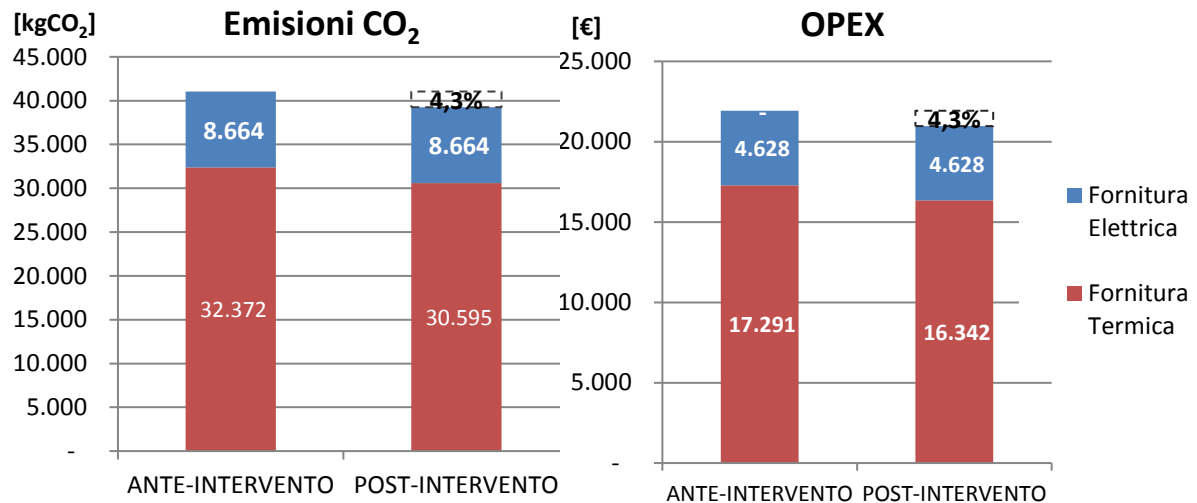 [kgCO2]
Emisioni CO2
45.000
40.000
35.000
30.000
25.000
20.000
15.000
10.000
5.000
-
4,3%
8.664
8.664
32.372
30.595
ANTE-INTERVENTO
POST-INTERVENTO
[€]
OPEX
25.000
20.000
15.000
10.000
5.000
-
-
4,3%
4.628
4.628
17.291
16.342
ANTE-INTERVENTO
POST-INTERVENTO
Fornitura
Elettrica
Fornitura
Termica